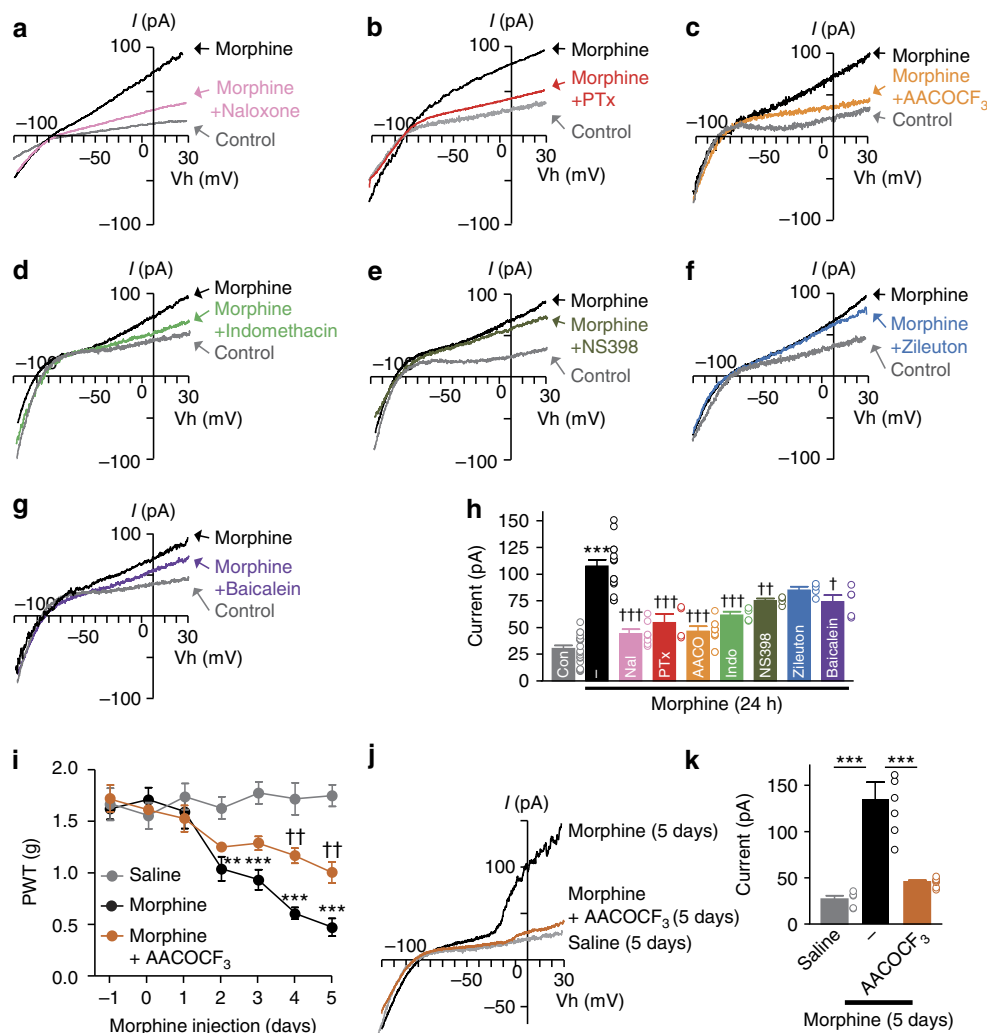 a
I (pA)
100
Morphine
Morphine
+Naloxone
Control
−100
−50
0
30
Vh (mV)
−100
b
I (pA)
100
Morphine
Morphine
+PTx
Control
−100
−50
0
30
Vh (mV)
−100
c
I (pA)
100
Morphine
Morphine
+AACOCF3
Control
−100
−50
0
30
Vh (mV)
−100
d
I (pA)
100
Morphine
Morphine
+Indomethacin
Control
−100
−50
0
30
Vh (mV)
−100
e
I (pA)
100
Morphine
Morphine
+NS398
Control
−100
−50
0
30
Vh (mV)
−100
f
I (pA)
100
Morphine
Morphine
+Zileuton
Control
−100
−50
0
30
Vh (mV)
−100
g
I (pA)
100
Morphine
Morphine
+Baicalein
Control
−100
−50
0
30
Vh (mV)
−100
h
Current (pA)
150
125
100
75
50
25
0
***
†††
†††
†††
†††
††
†
Con
–
Nal
PTx
AACO
Indo
NS398
Zileuton
Baicalein
Morphine (24 h)
i
PWT (g)
2.0
1.5
1.0
0.5
0.0
** *** †† ††
*** ***
Saline
Morphine
Morphine
+ AACOCF3
−1 0 1 2 3 4 5
Morphine injection (days)
j
I (pA)
100
Morphine (5 days)
Morphine
+ AACOCF3 (5 days)
Saline (5 days)
−100
−50
0
30
−50
Vh (mV)
k
*** ***
Current (pA)
150
100
50
0
Saline
–
AACOCF3
Morphine (5 days)